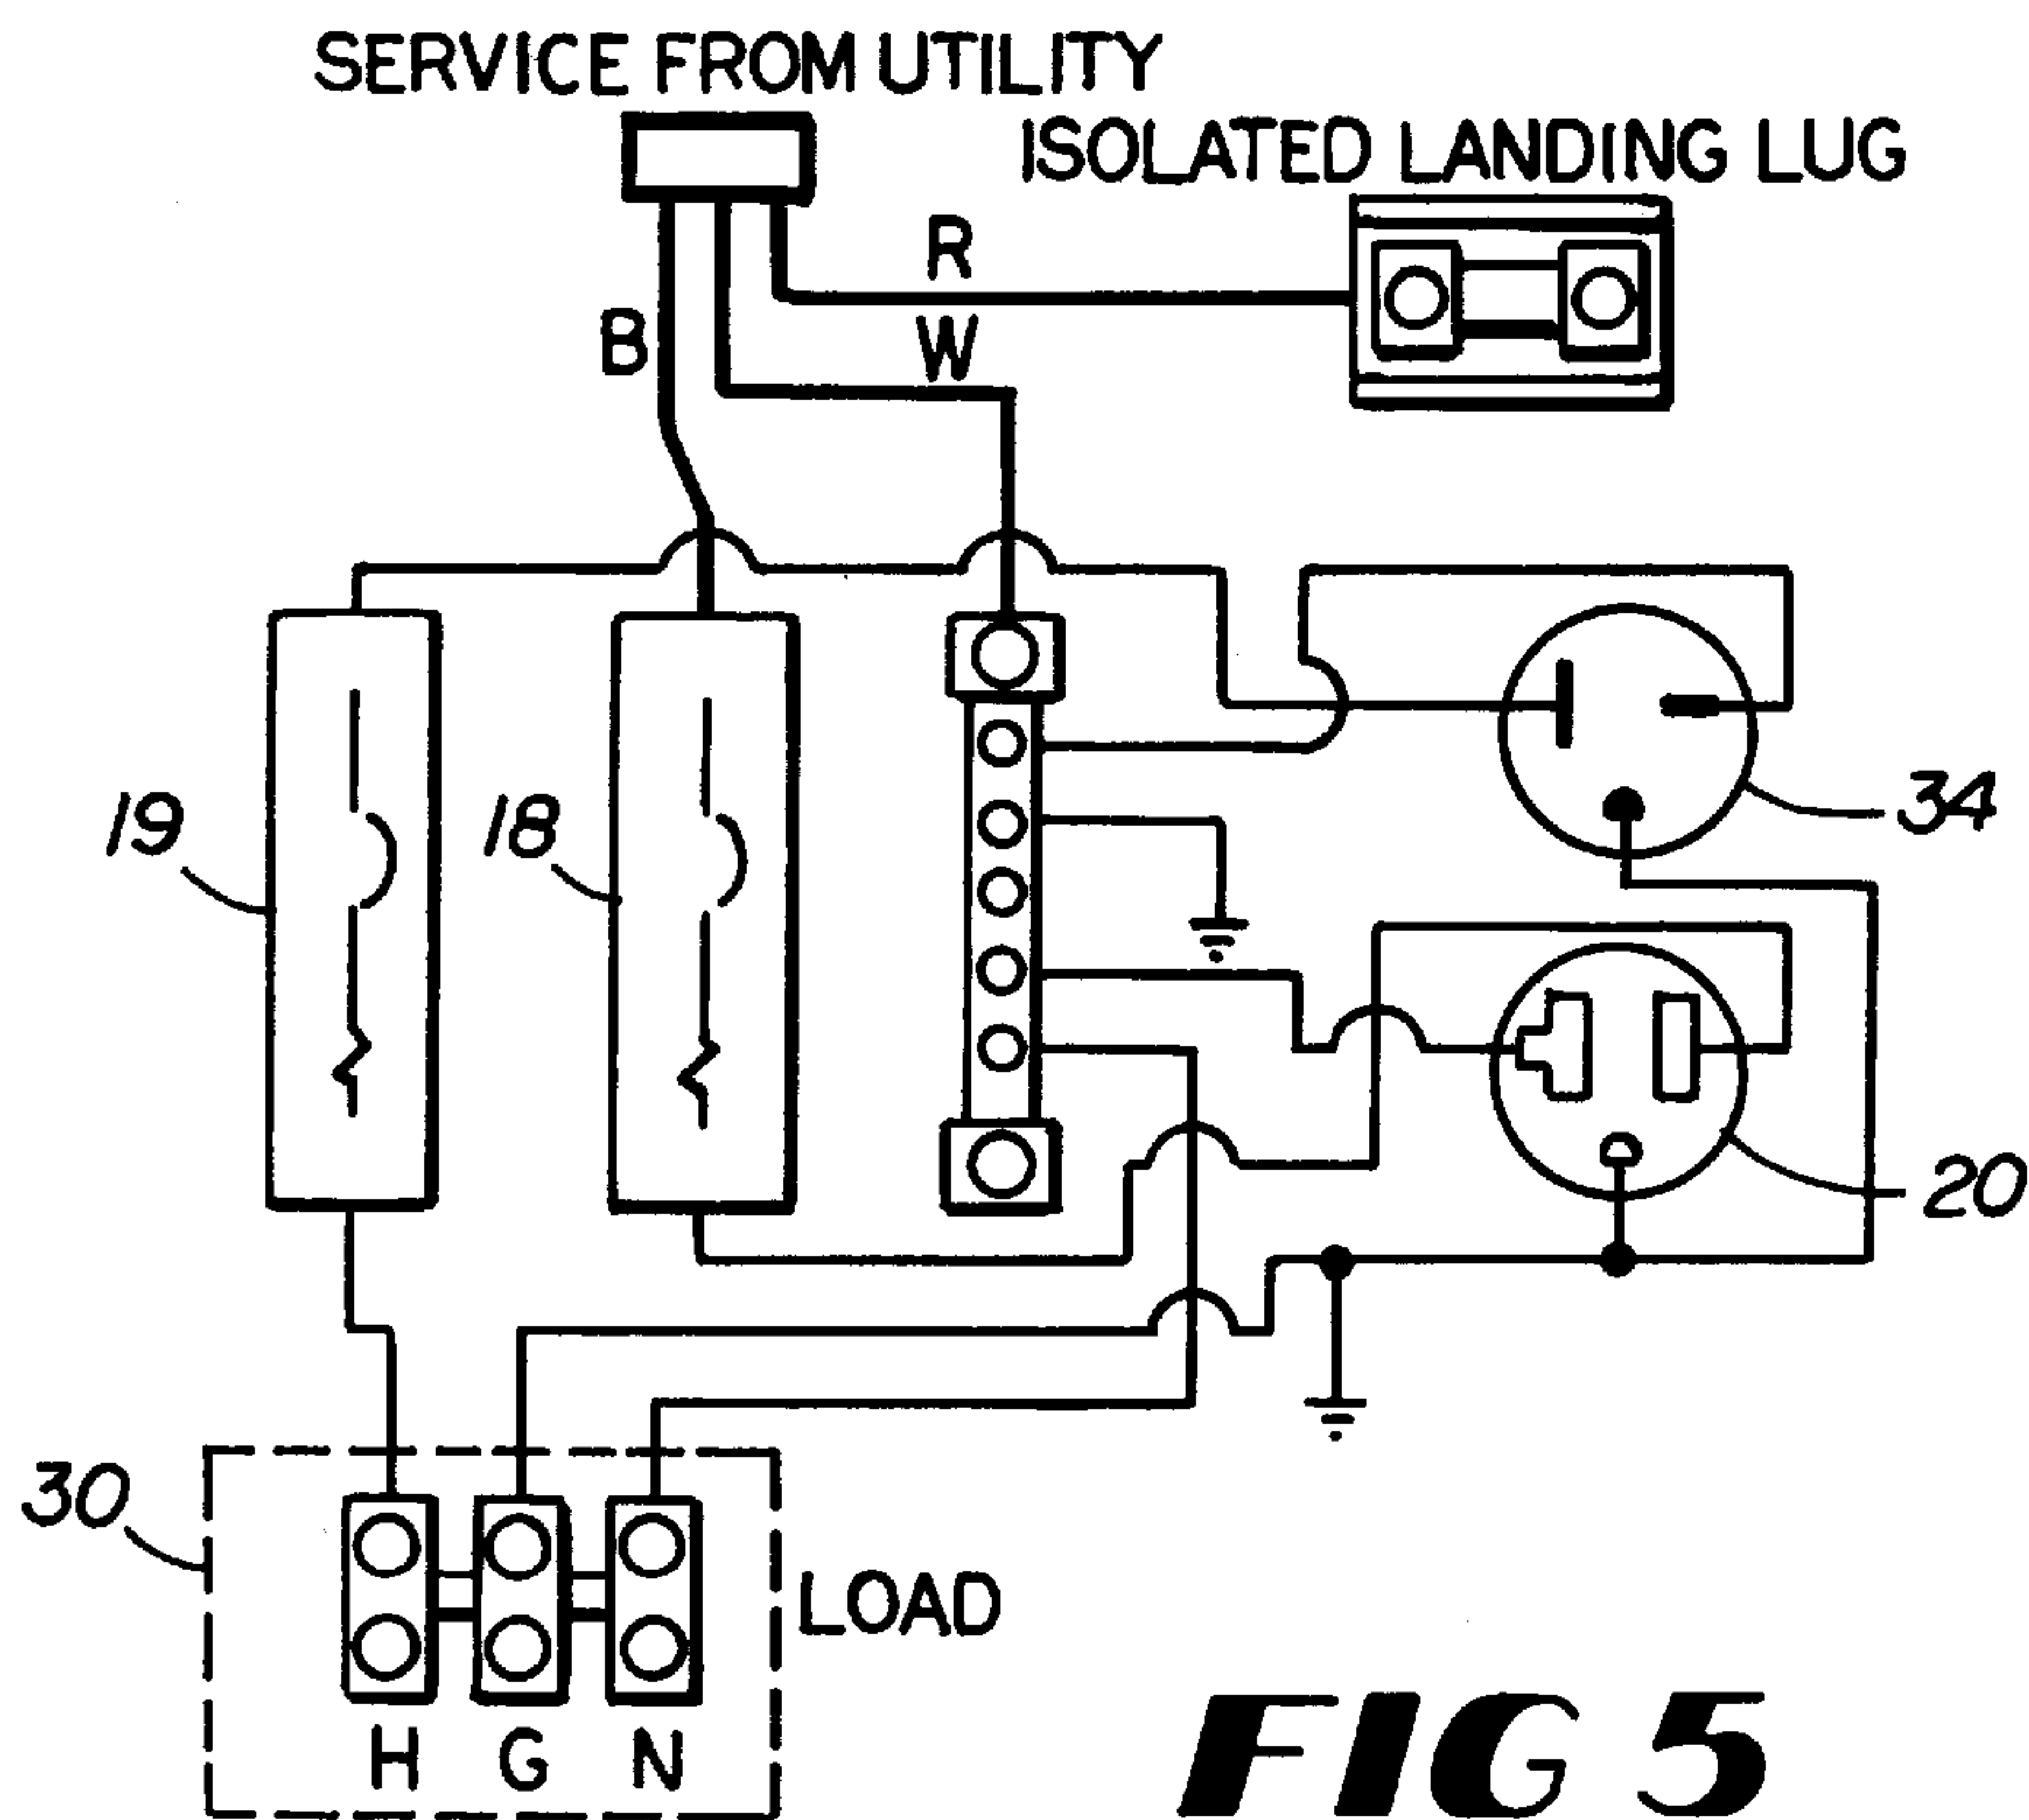 SERVICE FROM UTILITY
ISOLATED LANDING LUG
R
B
W
19
18
34
20
30
LOAD
H G N
FIG 5